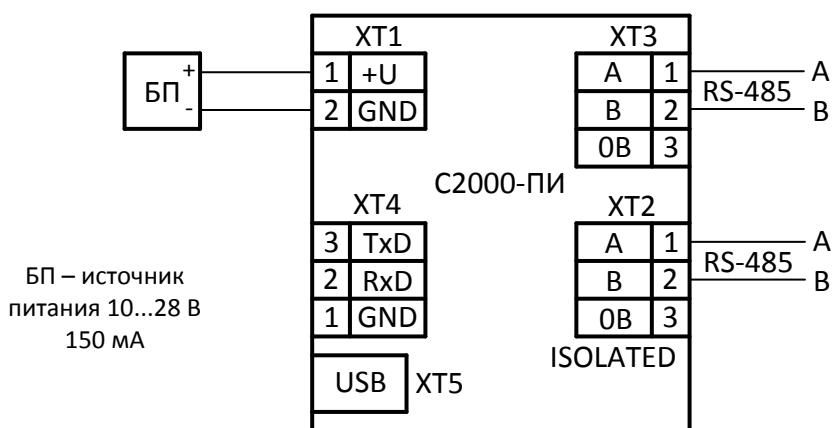 XT1
XT3
+
БП
-
1 +U
2 GND
A 1
B 2
0В 3
A
RS-485
B
С2000-ПИ
XT4
XT2
3 TxD
2 RxD
1 GND
A 1
B 2
0В 3
A
RS-485
B
БП – источник
питания 10...28 В
150 мА
ISOLATED
USB
XT5